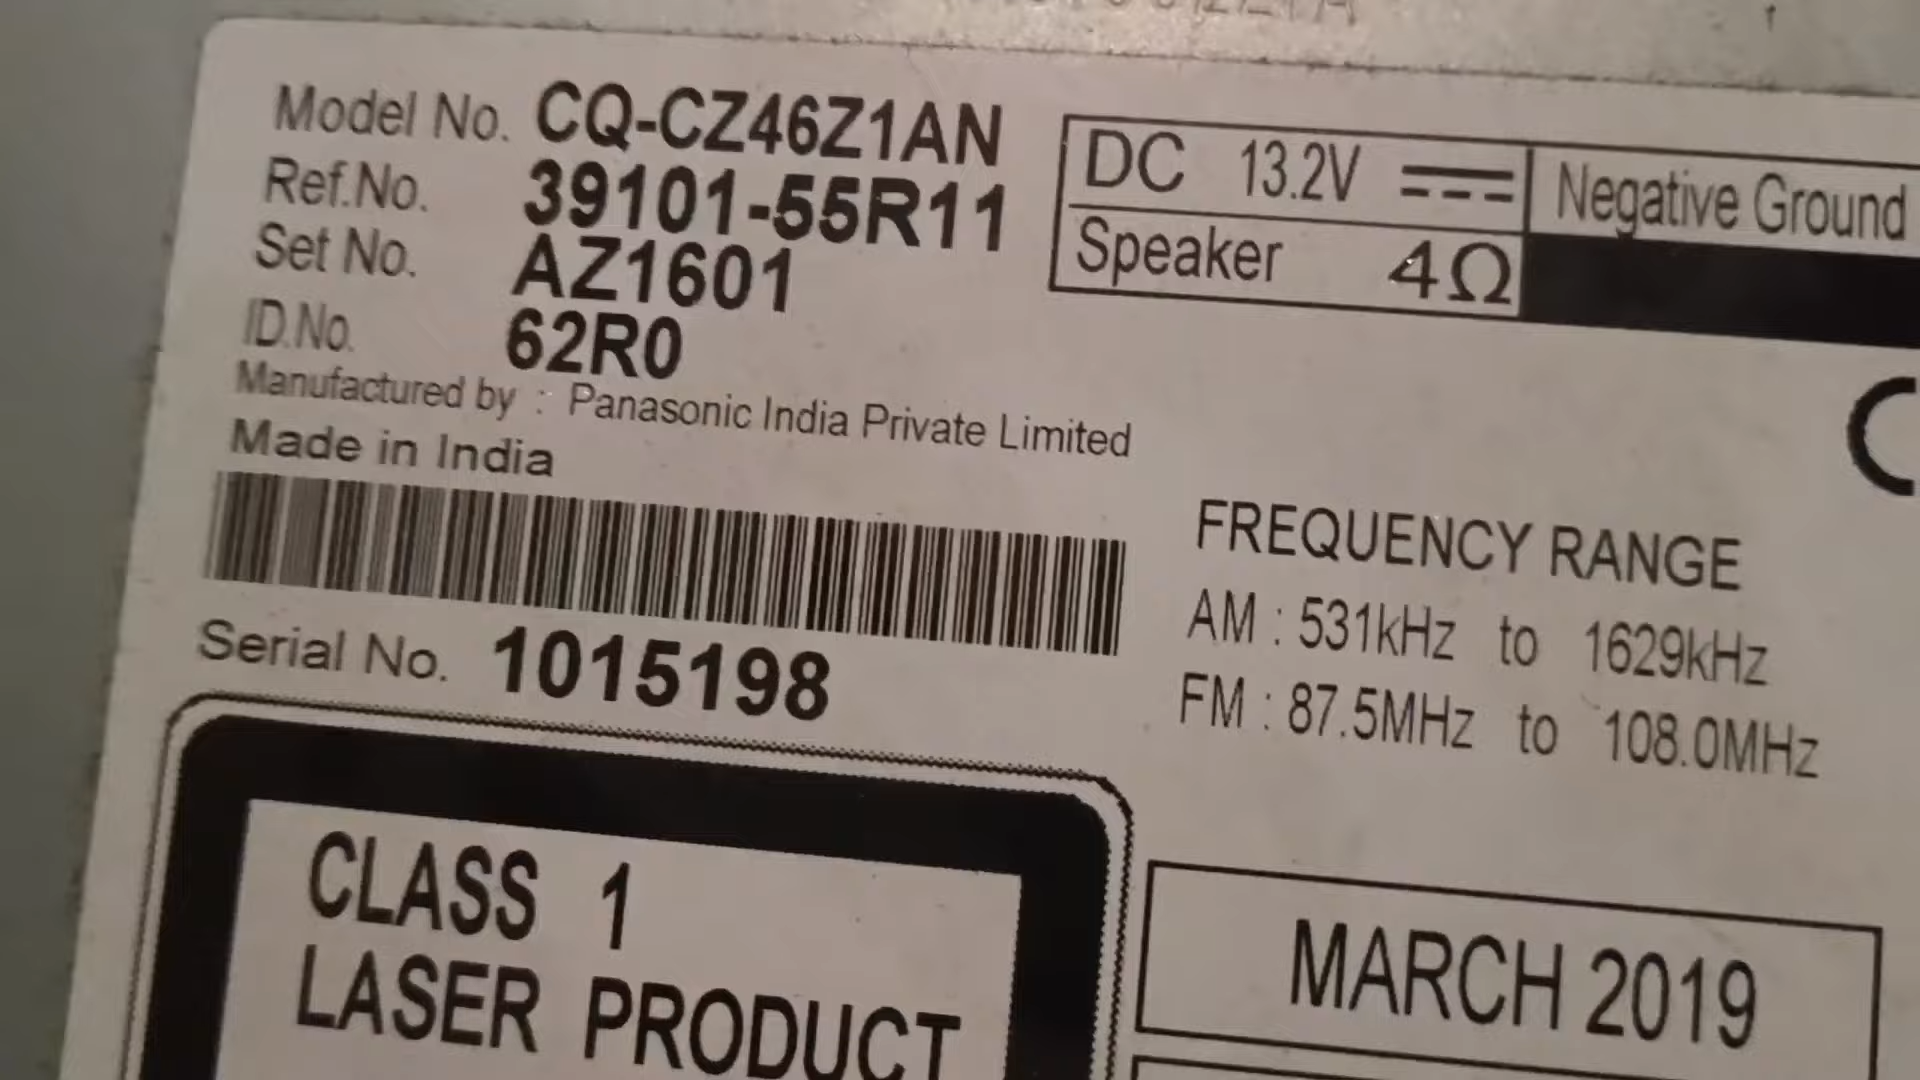 Model No. CQ-CZ46Z1AN
Ref.No. 39101-55R11
Set No. AZ1601
ID.No. 62R0
Manufactured by : Panasonic India Private Limited
Made in India
Serial No. 1015198
DC 13.2V Negative Ground
Speaker 4Ω
FREQUENCY RANGE
AM : 531kHz to 1629kHz
FM : 87.5MHz to 108.0MHz
CLASS 1
LASER PRODUCT
MARCH 2019